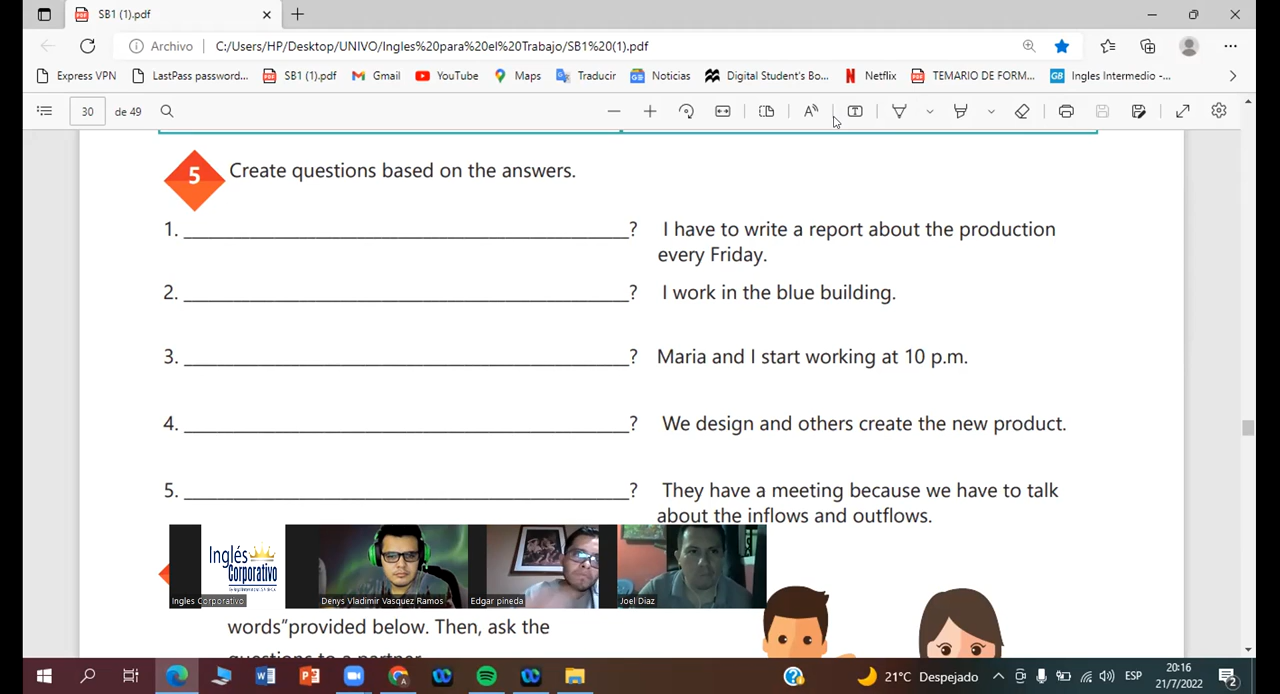 SB1 (1).pdf
Archivo C:/Users/HP/Desktop/UNIVO/Ingles%20para%20el%20Trabajo/SB1%20(1).pdf
Express VPN LastPass password... SB1 (1).pdf Gmail YouTube Maps Traducir Noticias Digital Student's Bo... Netflix TEMARIO DE FORM... Ingles Intermedio -...
30 de 49
5 Create questions based on the answers.
1. ? I have to write a report about the production
every Friday.
2. ? I work in the blue building.
3. ? Maria and I start working at 10 p.m.
4. ? We design and others create the new product.
5. ? They have a meeting because we have to talk
about the inflows and outflows.
Inglés
Corporativo
Ingles Corporativo Denys Vladimir Vasquez Ramos Edgar pineda Joel Diaz
words"provided below. Then, ask the
questions to a partner
21°C Despejado ESP 20:16
21/7/2022
2